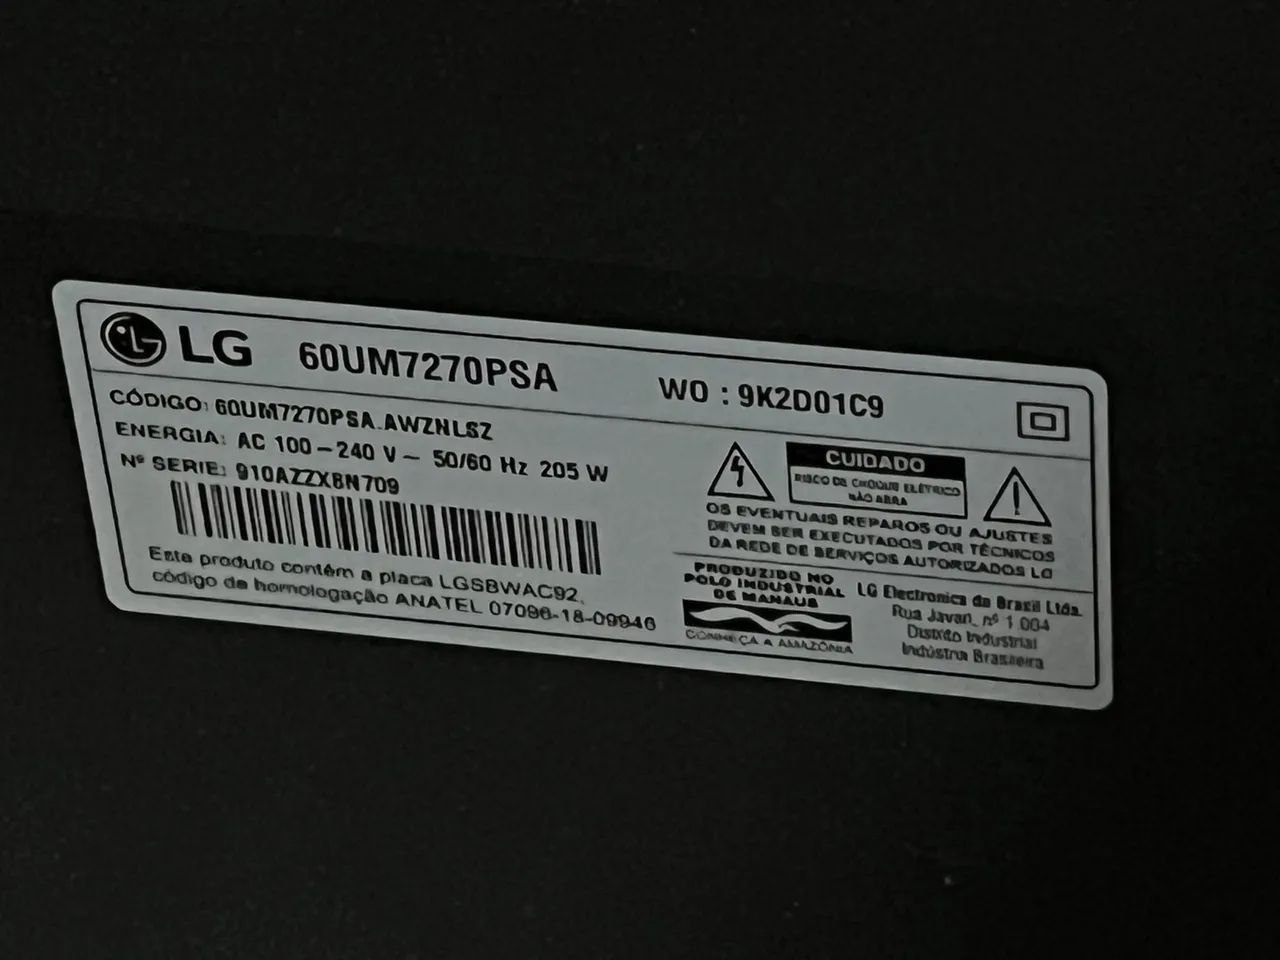 LG 60UM7270PSA WO : 9K2D01C9
CÓDIGO: 60UM7270PSA.AWZNLSZ
ENERGIA: AC 100-240 V ~ 50/60 Hz 205 W
Nº SERIE: 910AZZXBN709
Este produto contêm a placa LGSBWAC92,
código de homologação ANATEL 07096-18-09946
CUIDADO
RISCO DE CHOQUE ELÉTRICO
NÃO ABRA
OS EVENTUAIS REPAROS OU AJUSTES
DEVEM SER EXECUTADOS POR TÉCNICOS
DA REDE DE SERVIÇOS AUTORIZADOS LG
PRODUZIDO NO
POLO INDUSTRIAL
DE MANAUS
CONHEÇA A AMAZÔNIA
LG Electronics do Brasil Ltda.
Rua Javari, nº 1.004
Distrito Industrial
Indústria Brasileira